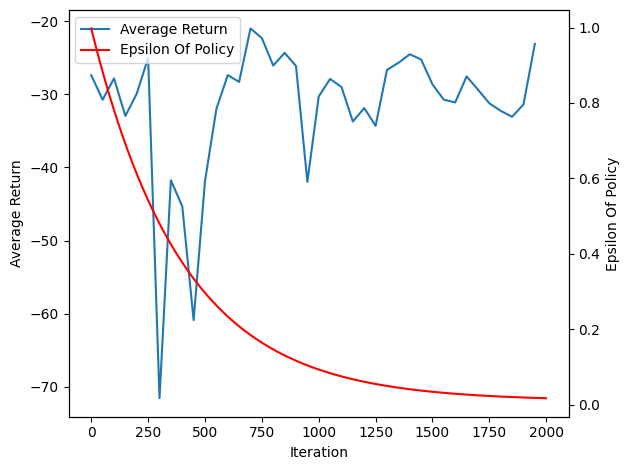 Average Return
Epsilon Of Policy
−20
−30
−40
−50
−60
−70
Average Return
1.0
0.8
0.6
0.4
0.2
0.0
Epsilon Of Policy
0 250 500 750 1000 1250 1500 1750 2000
Iteration